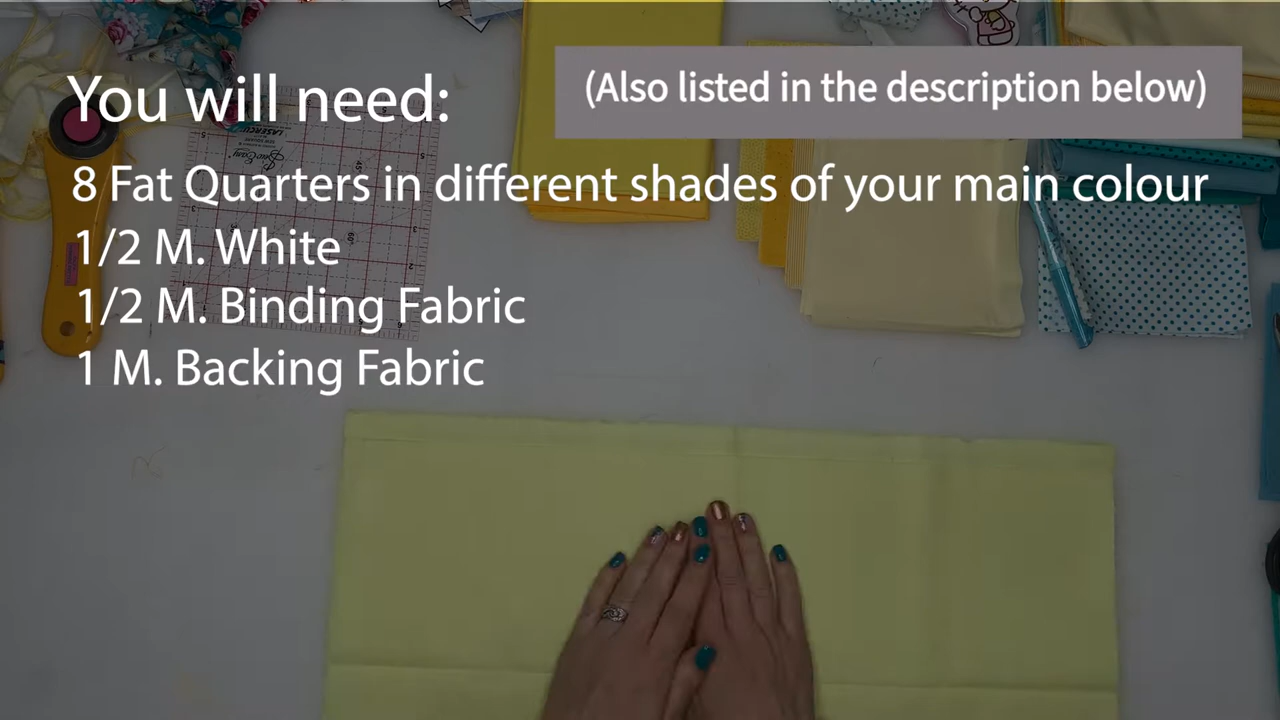 You will need:
(Also listed in the description below)
8 Fat Quarters in different shades of your main colour
1/2 M. White
1/2 M. Binding Fabric
1 M. Backing Fabric